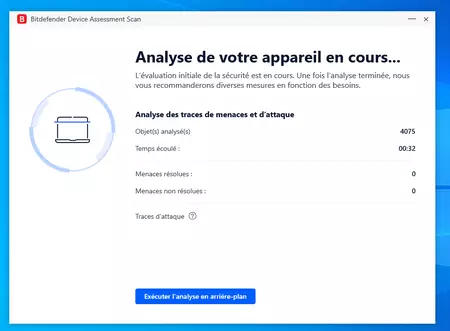 B Bitdefender Device Assessment Scan
Analyse de votre appareil en cours...
L'évaluation initiale de la sécurité est en cours. Une fois l'analyse terminée, nous
vous recommanderons diverses mesures en fonction des besoins.
Analyse des traces de menaces et d'attaque
Objet(s) analysé(s) 4075
Temps écoulé : 00:32
Menaces résolues : 0
Menaces non résolues : 0
Traces d'attaque ?
Exécuter l'analyse en arrière-plan